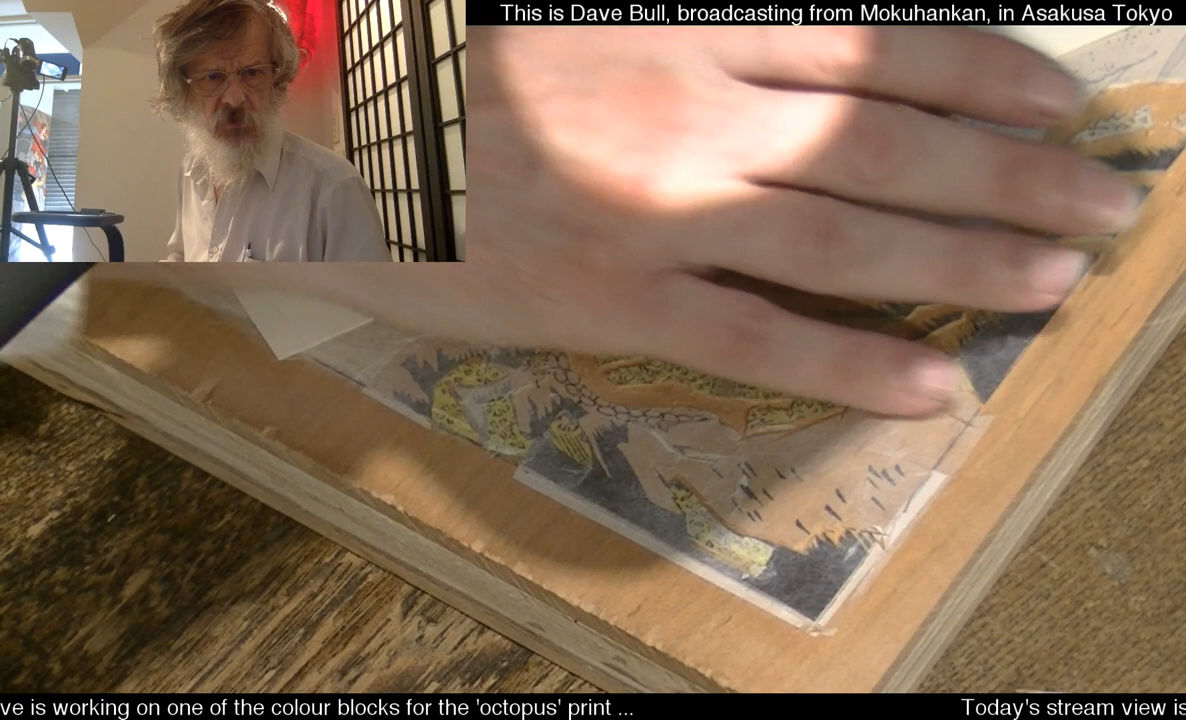 This is Dave Bull, broadcasting from Mokuhankan, in Asakusa Tokyo
ve is working on one of the colour blocks for the 'octopus' print ... Today's stream view is